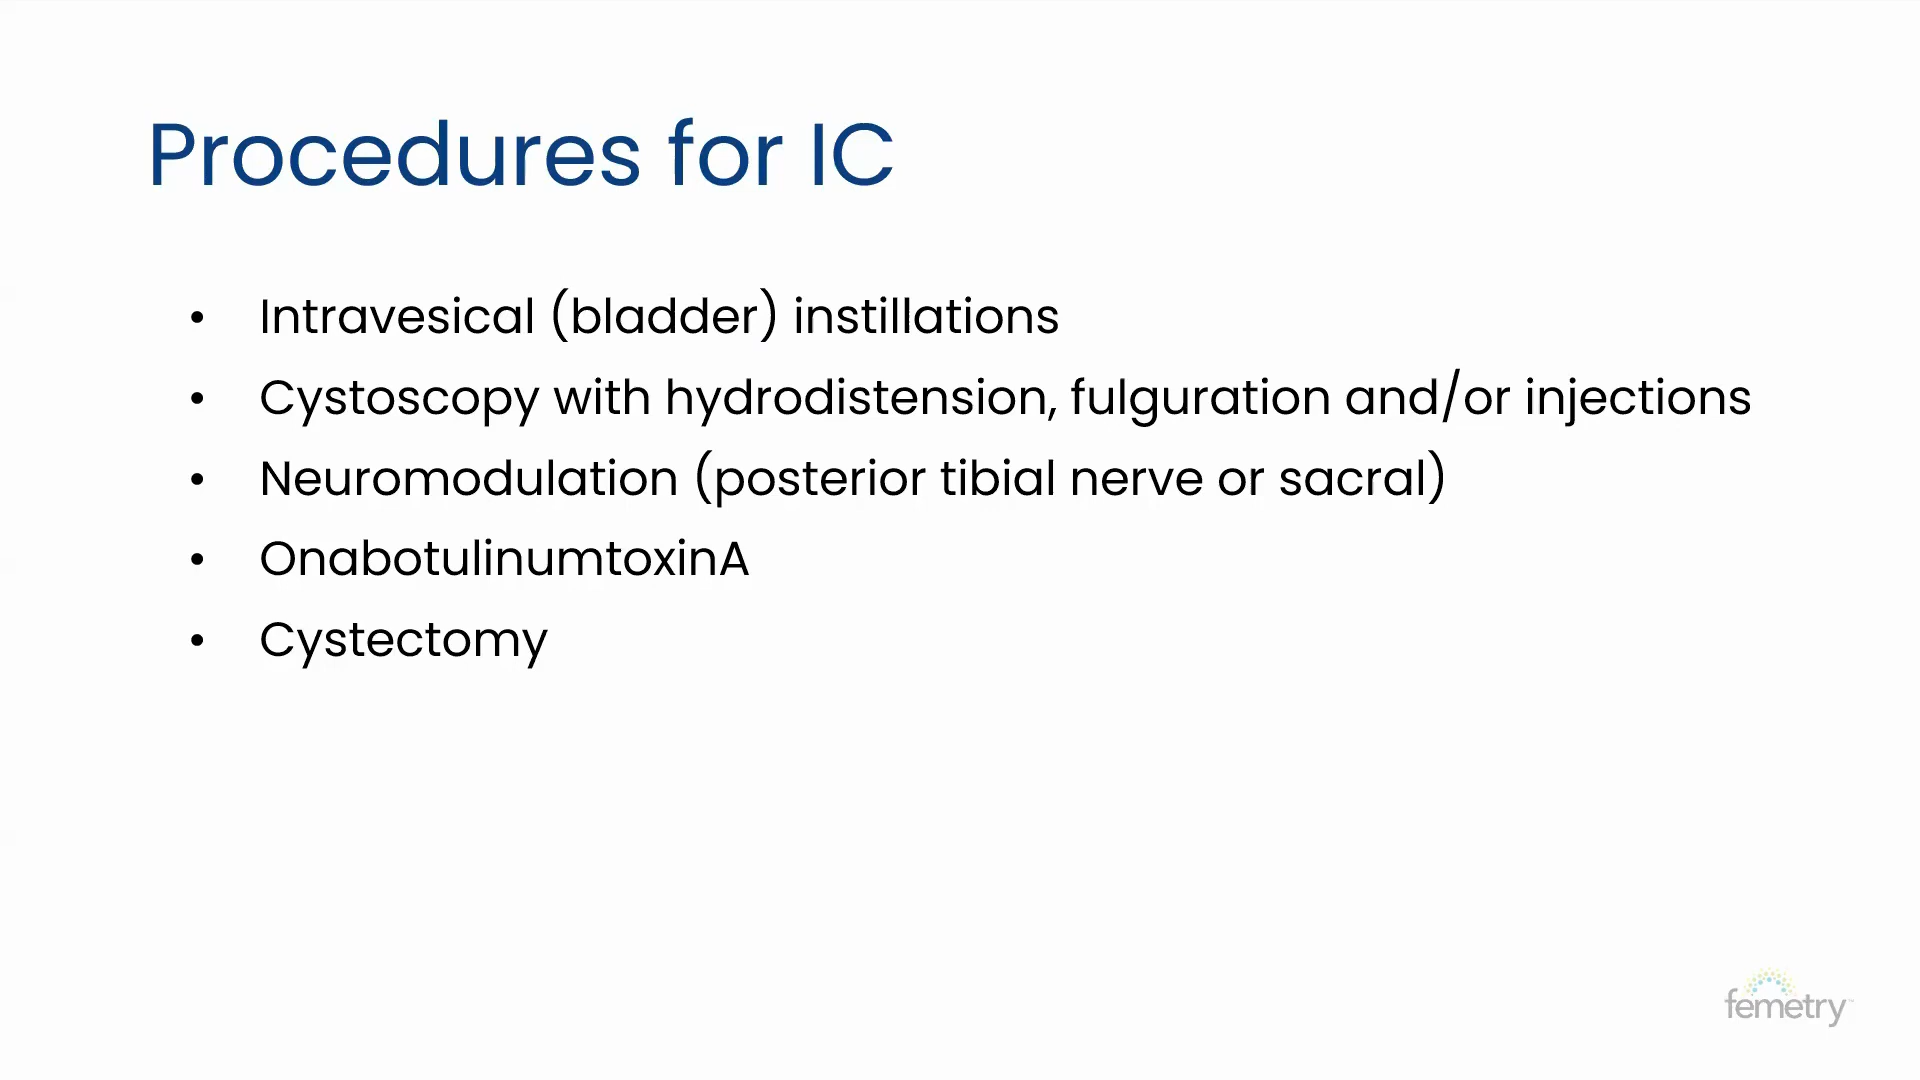 Procedures for IC
• Intravesical (bladder) instillations
• Cystoscopy with hydrodistension, fulguration and/or injections
• Neuromodulation (posterior tibial nerve or sacral)
• OnabotulinumtoxinA
• Cystectomy
femetry™